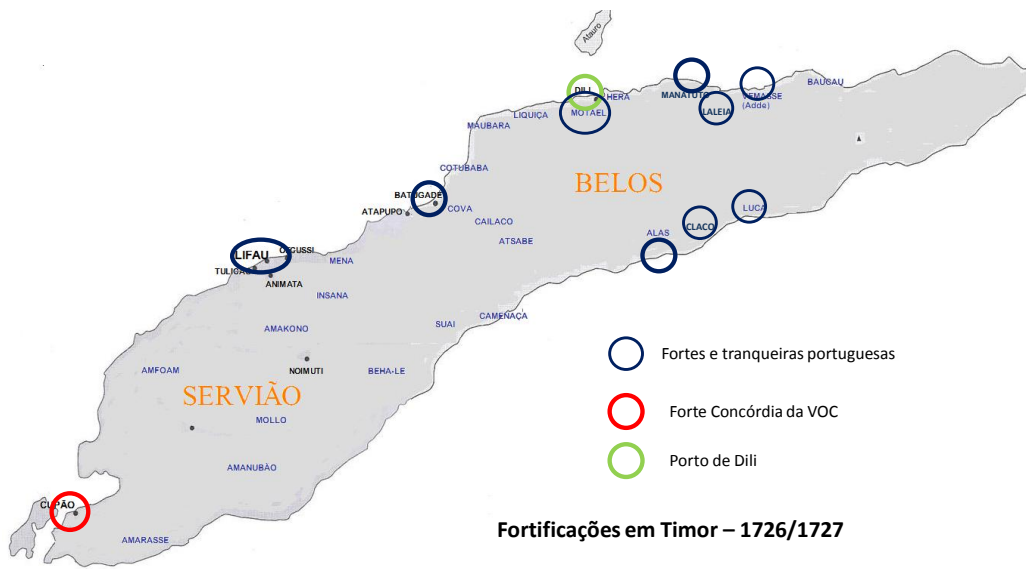 Atauro
BAUCAU
DILI
HERA
MANATUTO
VEMASSE
(Adde)
LALEIA
LIQUIÇA
MOTAEL
MAUBARA
COTUBABA
BELOS
BATUGADÉ
ATAPUPO
COVA
LUCA
CAILACO
CLACO
ALAS
ATSABE
LIFAU
OECUSSI
MENA
TULICÃO
ANIMATA
INSANA
CAMENAÇA
SUAI
AMAKONO
Fortes e tranqueiras portuguesas
NOIMUTI
AMFOAM
BEHA-LE
SERVIÃO
Forte Concórdia da VOC
MOLLO
Porto de Dili
AMANUBÃO
CUPÃO
Fortificações em Timor – 1726/1727
AMARASSE